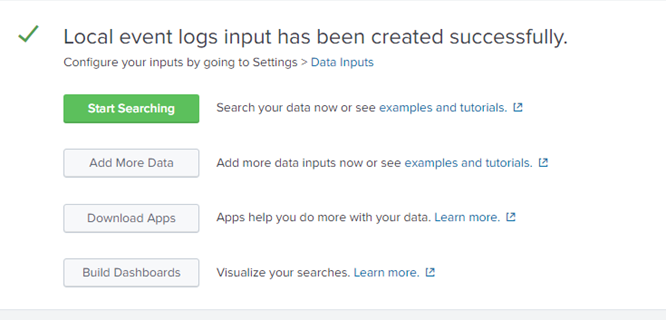 Local event logs input has been created successfully.
Configure your inputs by going to Settings > Data Inputs
Start Searching Search your data now or see examples and tutorials.
Add More Data Add more data inputs now or see examples and tutorials.
Download Apps Apps help you do more with your data. Learn more.
Build Dashboards Visualize your searches. Learn more.